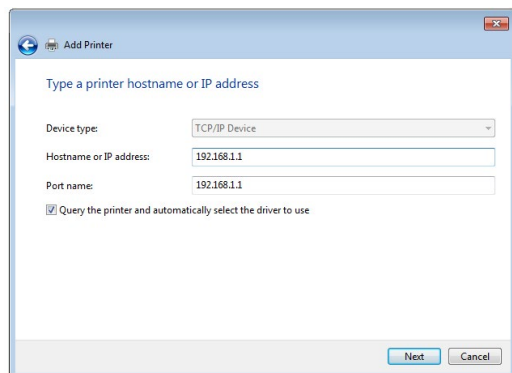 Add Printer
Type a printer hostname or IP address
Device type: TCP/IP Device
Hostname or IP address: 192.168.1.1
Port name: 192.168.1.1
Query the printer and automatically select the driver to use
Next Cancel